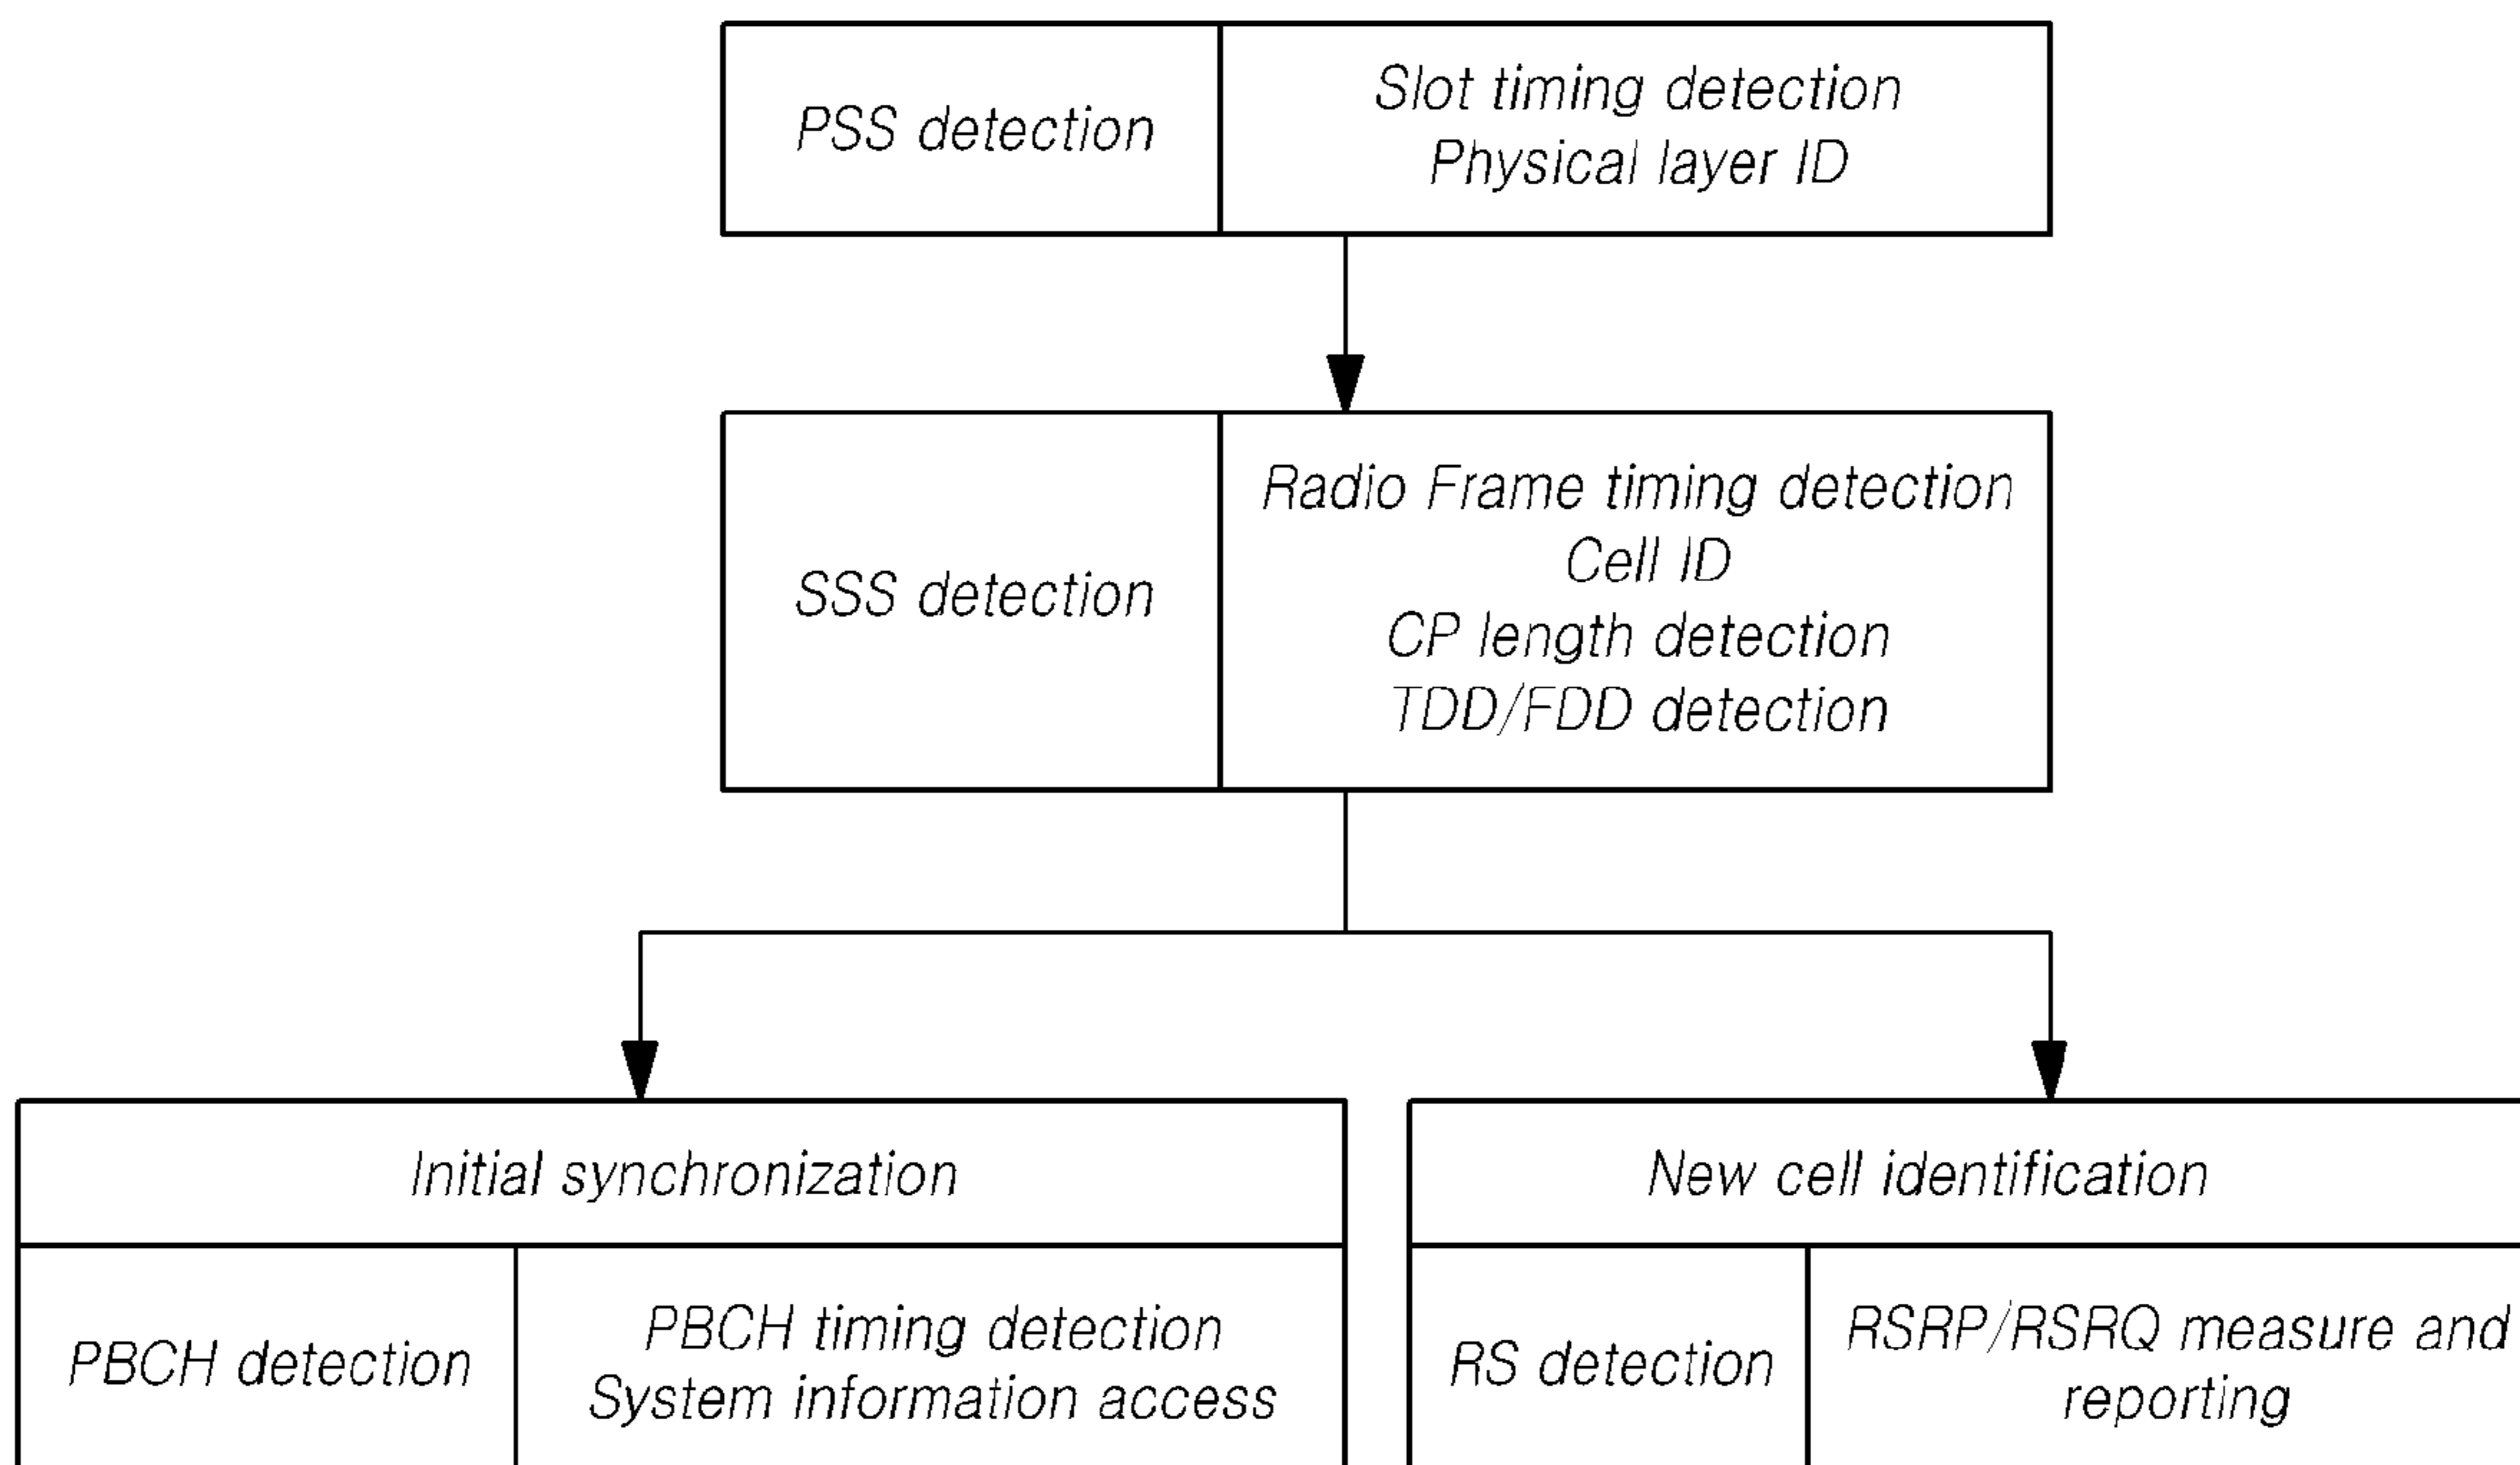 PSS detection
Slot timing detection
Physical layer ID
SSS detection
Radio Frame timing detection
Cell ID
CP length detection
TDD/FDD detection
Initial synchronization
PBCH detection
PBCH timing detection
System information access
New cell identification
RS detection
RSRP/RSRQ measure and
reporting